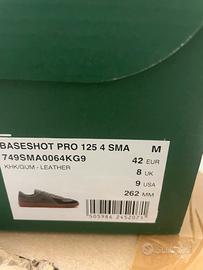 BASESHOT PRO 125 4 SMA M
749SMA0064KG9
KHK/GUM - LEATHER
42 EUR
8 UK
9 USA
262 MM